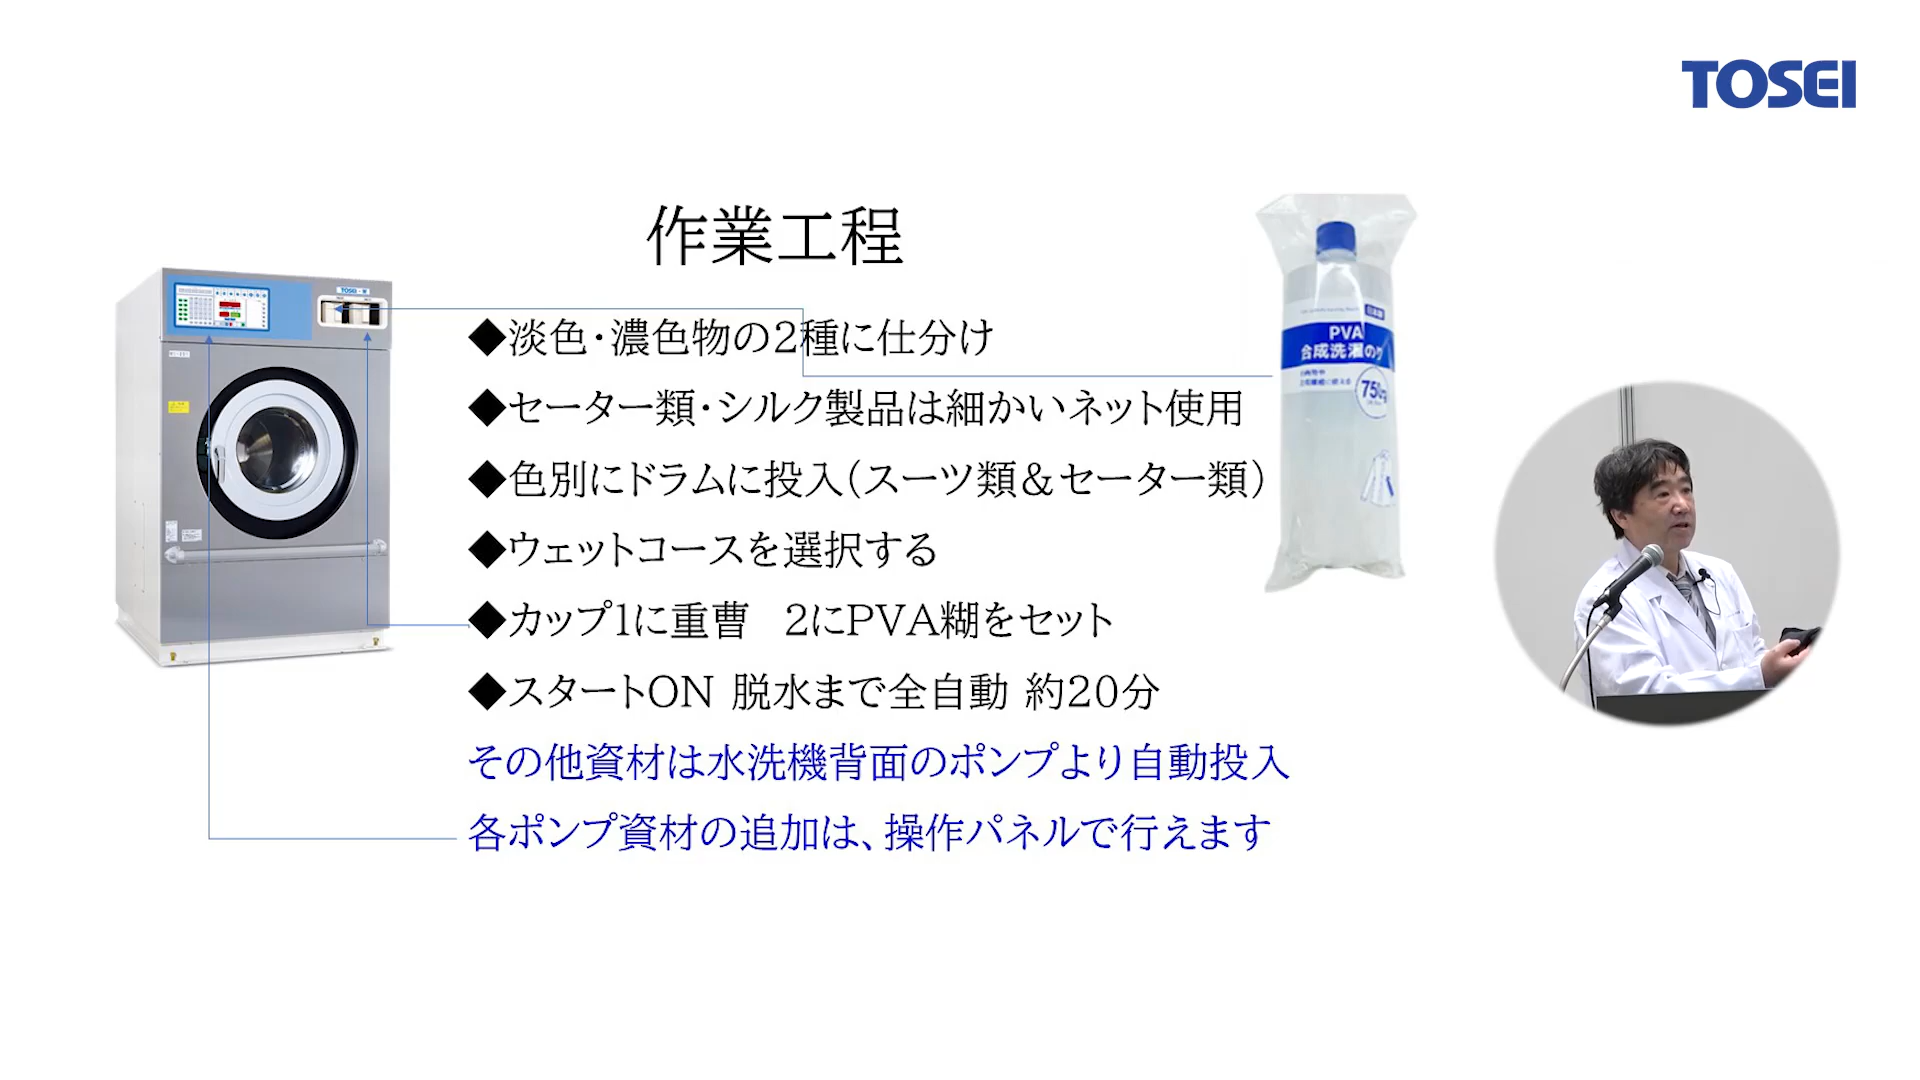 TOSEI
作業工程
◆淡色・濃色物の2種に仕分け
◆セーター類・シルク製品は細かいネット使用
◆色別にドラムに投入（スーツ類＆セーター類）
◆ウェットコースを選択する
◆カップ1に重曹　2にPVA糊をセット
◆スタートON 脱水まで全自動 約20分
その他資材は水洗機背面のポンプより自動投入
各ポンプ資材の追加は、操作パネルで行えます
TOSEI
日本製
PVA
合成洗濯のり
750g